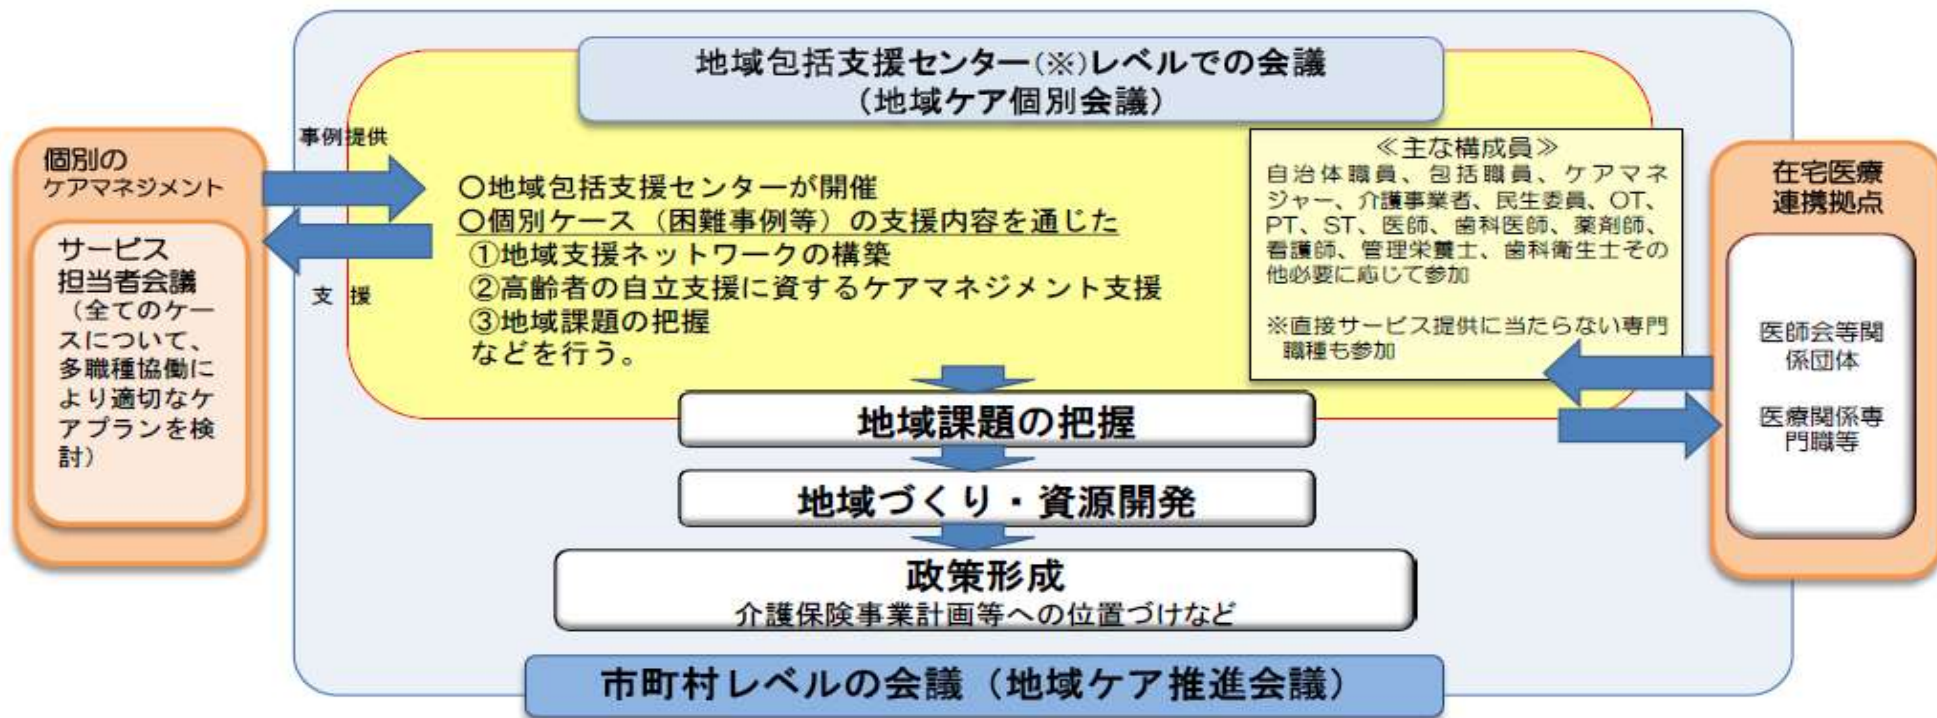 地域包括支援センター(※)レベルでの会議
（地域ケア個別会議）
個別の
ケアマネジメント
サービス
担当者会議
（全てのケー
スについて、
多職種協働に
より適切なケ
アプランを検
討）
事例提供
支 援
〇地域包括支援センターが開催
〇個別ケース（困難事例等）の支援内容を通じた
①地域支援ネットワークの構築
②高齢者の自立支援に資するケアマネジメント支援
③地域課題の把握
などを行う。
≪主な構成員≫
自治体職員、包括職員、ケアマネ
ジャー、介護事業者、民生委員、OT、
PT、ST、医師、歯科医師、薬剤師、
看護師、管理栄養士、歯科衛生士その
他必要に応じて参加
※直接サービス提供に当たらない専門
職種も参加
在宅医療
連携拠点
医師会等関
係団体
医療関係専
門職等
地域課題の把握
地域づくり・資源開発
政策形成
介護保険事業計画等への位置づけなど
市町村レベルの会議（地域ケア推進会議）